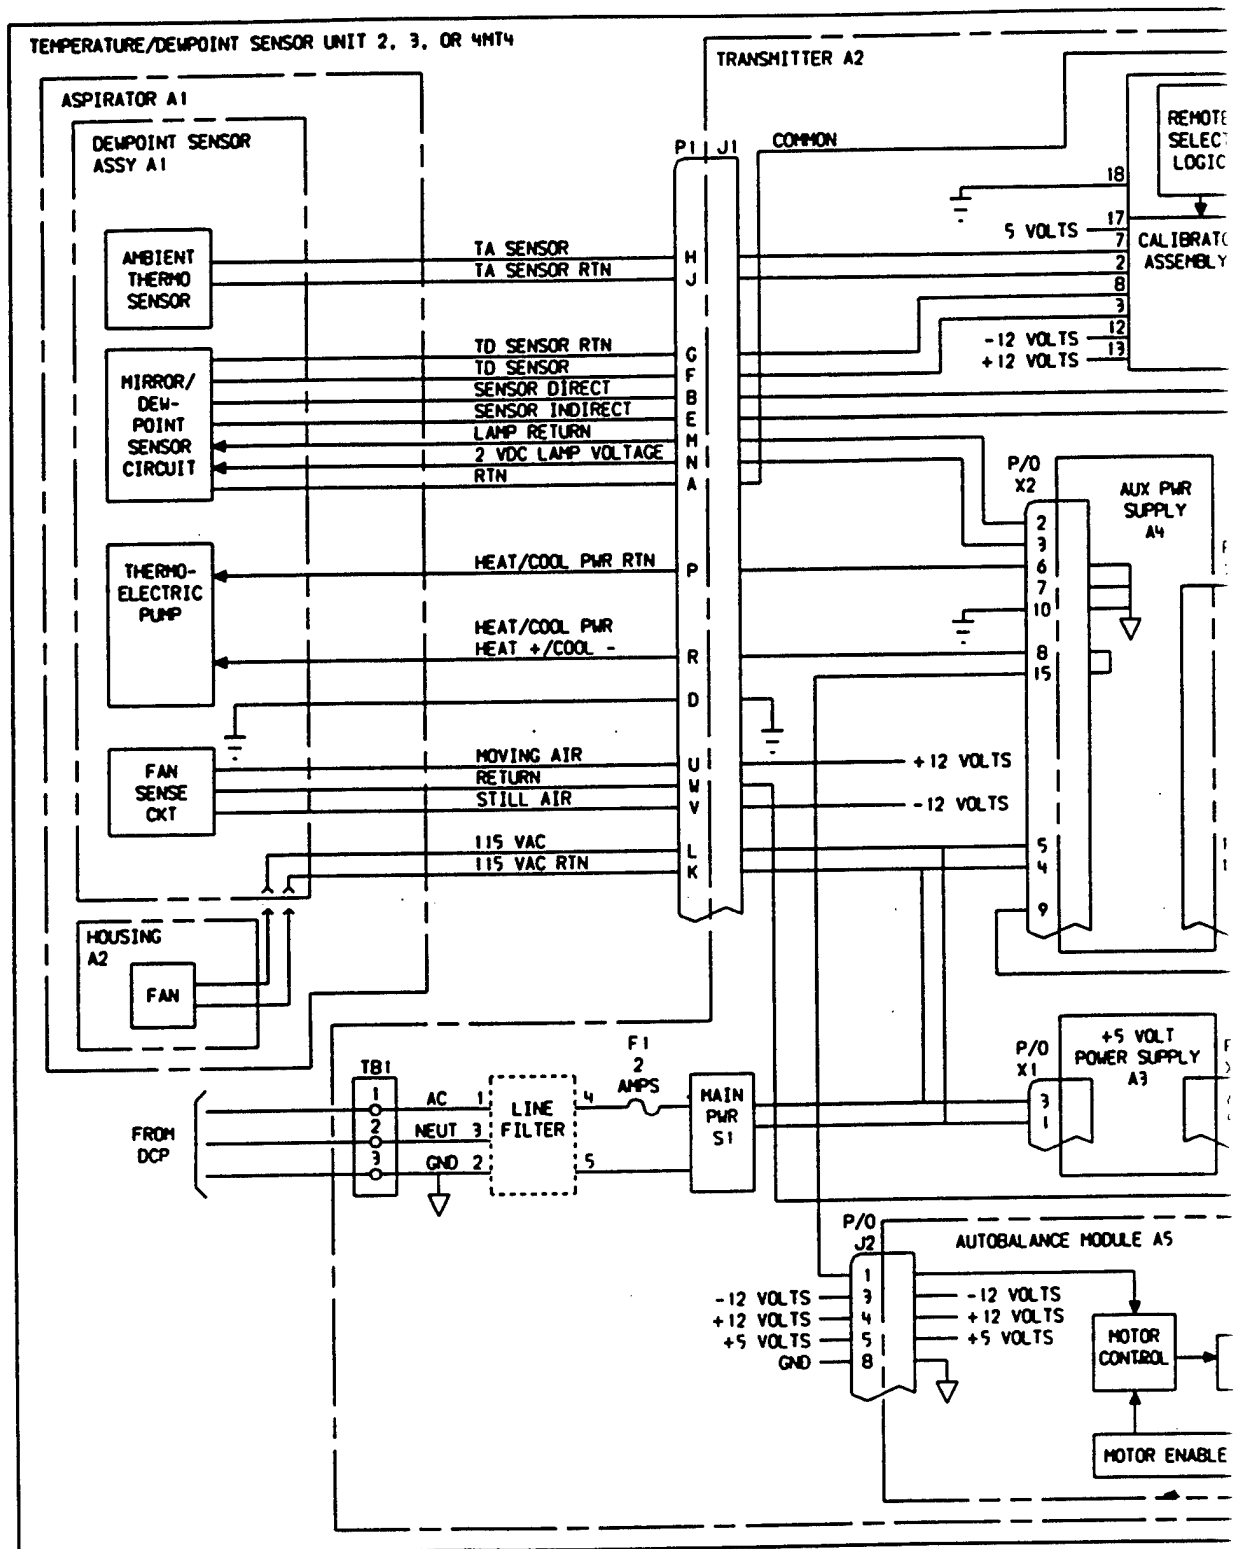 TEMPERATURE/DEWPOINT SENSOR UNIT 2, 3, OR 4MT4
TRANSMITTER A2
ASPIRATOR A1
DEWPOINT SENSOR
ASSY A1
P1 J1
COMMON
REMOTE
SELEC
LOGIC
18
17
5 VOLTS
7
2
8
3
12
-12 VOLTS
13
+12 VOLTS
CALIBRAT
ASSEMBLY
AMBIENT
THERMO
SENSOR
TA SENSOR
H
TA SENSOR RTN
J
MIRROR/
DEW-
POINT
SENSOR
CIRCUIT
TD SENSOR RTN
G
TD SENSOR
F
SENSOR DIRECT
B
SENSOR INDIRECT
E
LAMP RETURN
M
2 VDC LAMP VOLTAGE
N
RTN
A
P/O
X2
AUX PWR
SUPPLY
A4
2
3
6
7
10
8
15
5
4
9
THERMO-
ELECTRIC
PUMP
HEAT/COOL PWR RTN
P
HEAT/COOL PWR
HEAT +/COOL -
R
D
FAN
SENSE
CKT
MOVING AIR
U
+12 VOLTS
RETURN
W
STILL AIR
V
-12 VOLTS
115 VAC
L
115 VAC RTN
K
HOUSING
A2
FAN
FROM
DCP
TB1
1
2
3
AC 1
NEUT 3
GND 2
LINE
FILTER
4
5
F1
2
AMPS
MAIN
PWR
S1
P/O
X1
3
1
+5 VOLT
POWER SUPPLY
A3
P/O
J2
AUTOBALANCE MODULE A5
1
-12 VOLTS 3 -12 VOLTS
+12 VOLTS 4 +12 VOLTS
+5 VOLTS 5 +5 VOLTS
GND 8
MOTOR
CONTROL
MOTOR ENABLE